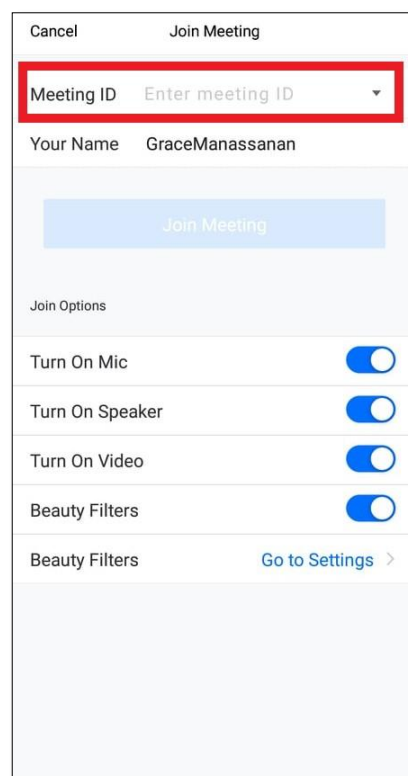 Cancel Join Meeting
Meeting ID Enter meeting ID
Your Name GraceManassanan
Join Meeting
Join Options
Turn On Mic
Turn On Speaker
Turn On Video
Beauty Filters
Beauty Filters Go to Settings